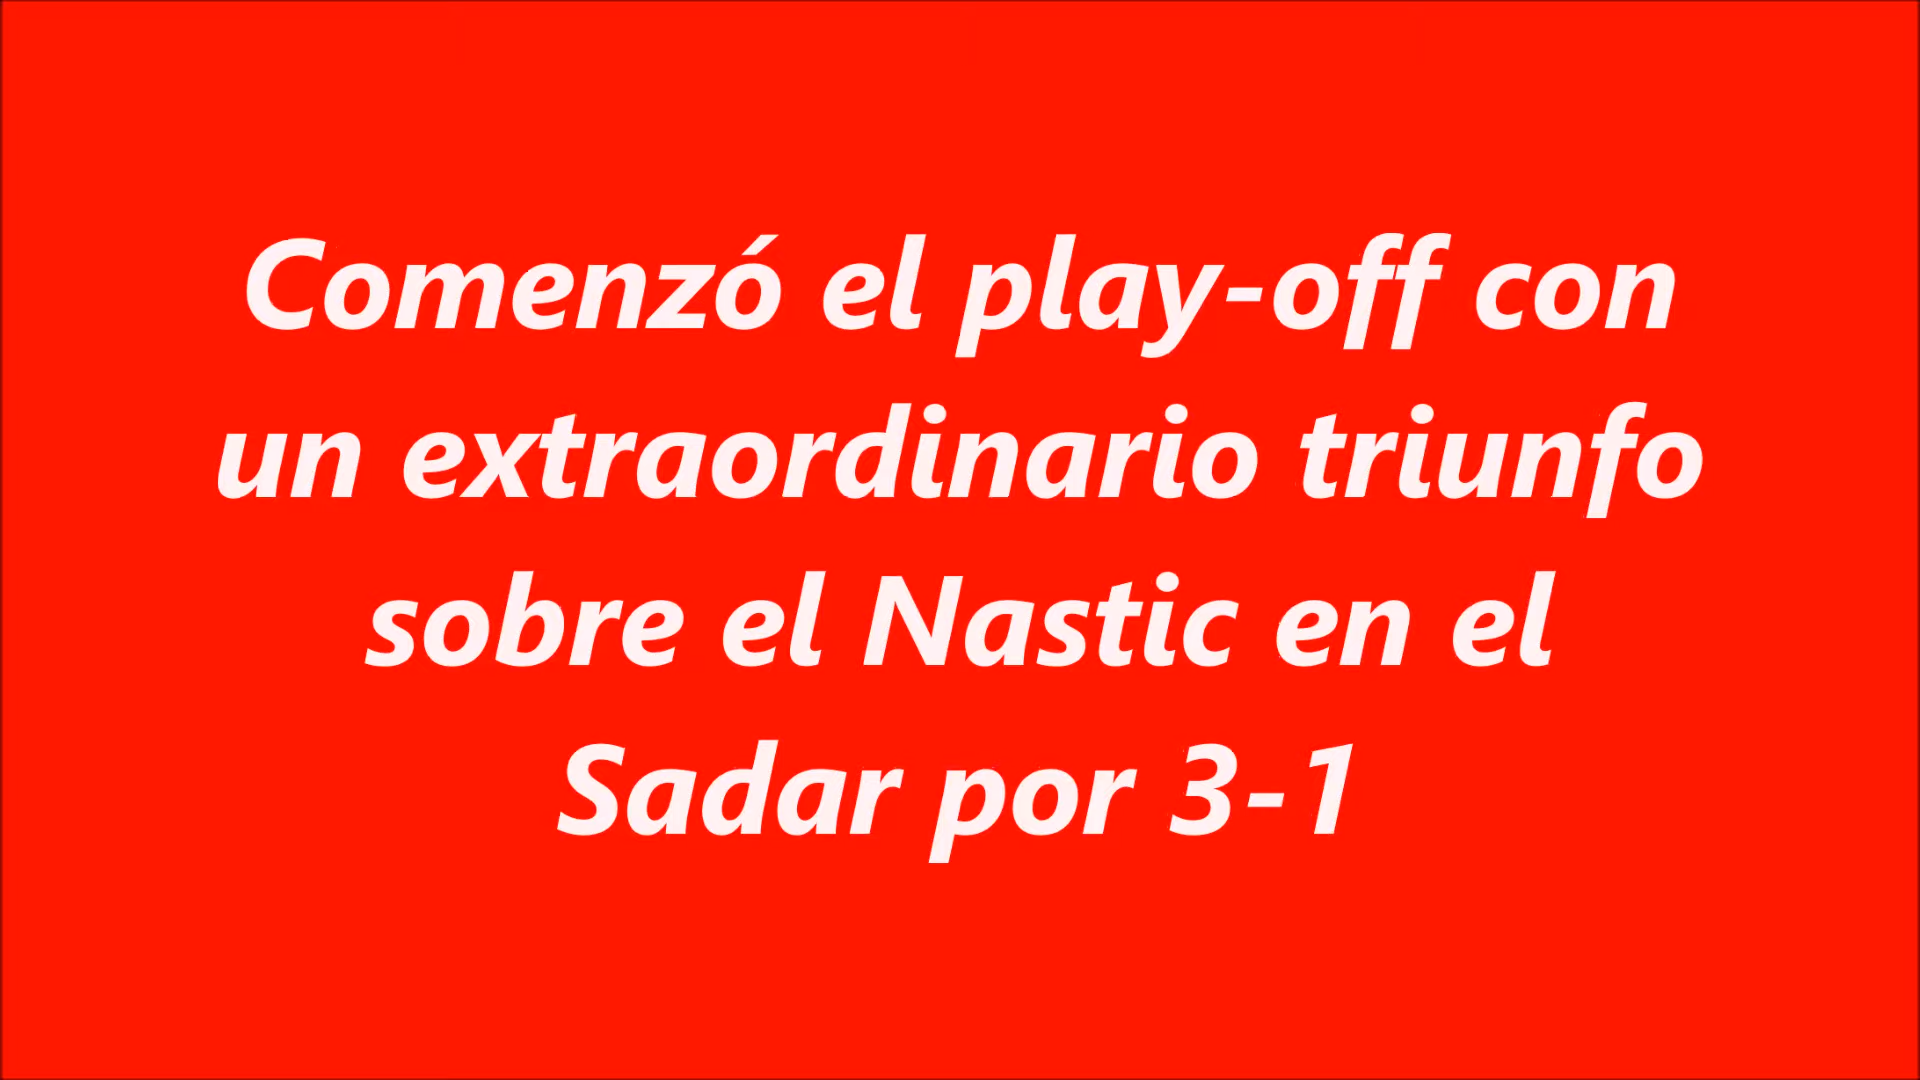 Comenzó el play-off con
un extraordinario triunfo
sobre el Nastic en el
Sadar por 3-1